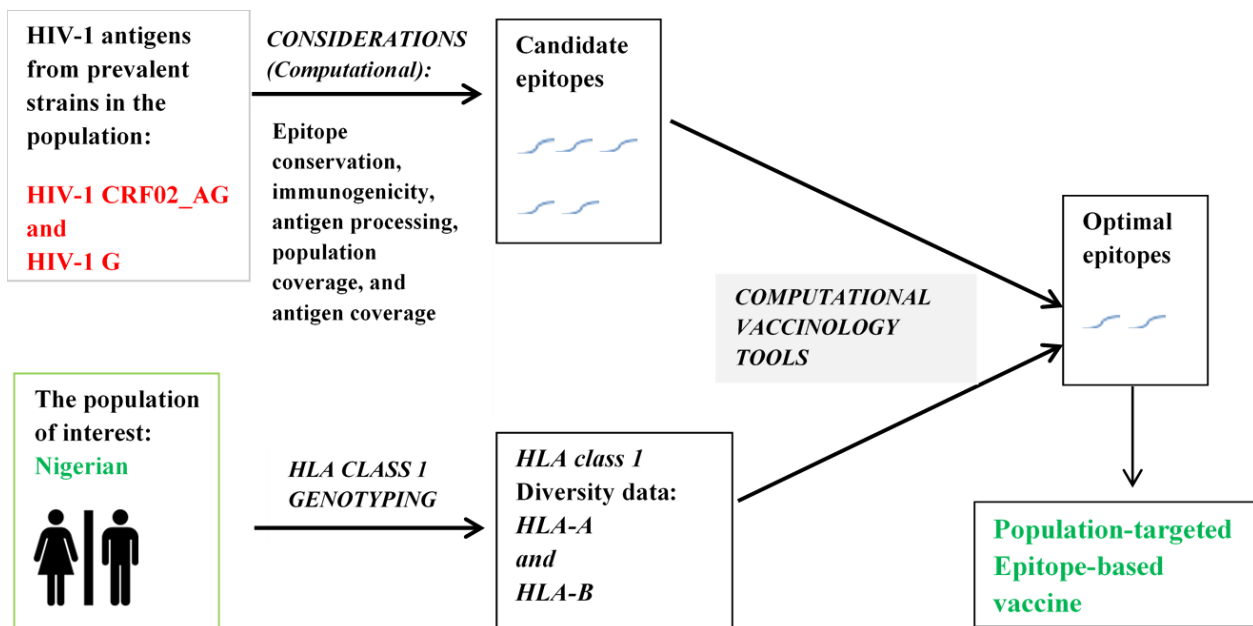 HIV-1 antigens
from prevalent
strains in the
population:
HIV-1 CRF02_AG
and
HIV-1 G
CONSIDERATIONS
(Computational):
Epitope
conservation,
immunogenicity,
antigen processing,
population
coverage, and
antigen coverage
Candidate
epitopes
Optimal
epitopes
COMPUTATIONAL
VACCINOLOGY
TOOLS
The population
of interest:
Nigerian
HLA CLASS 1
GENOTYPING
HLA class 1
Diversity data:
HLA-A
and
HLA-B
Population-targeted
Epitope-based
vaccine